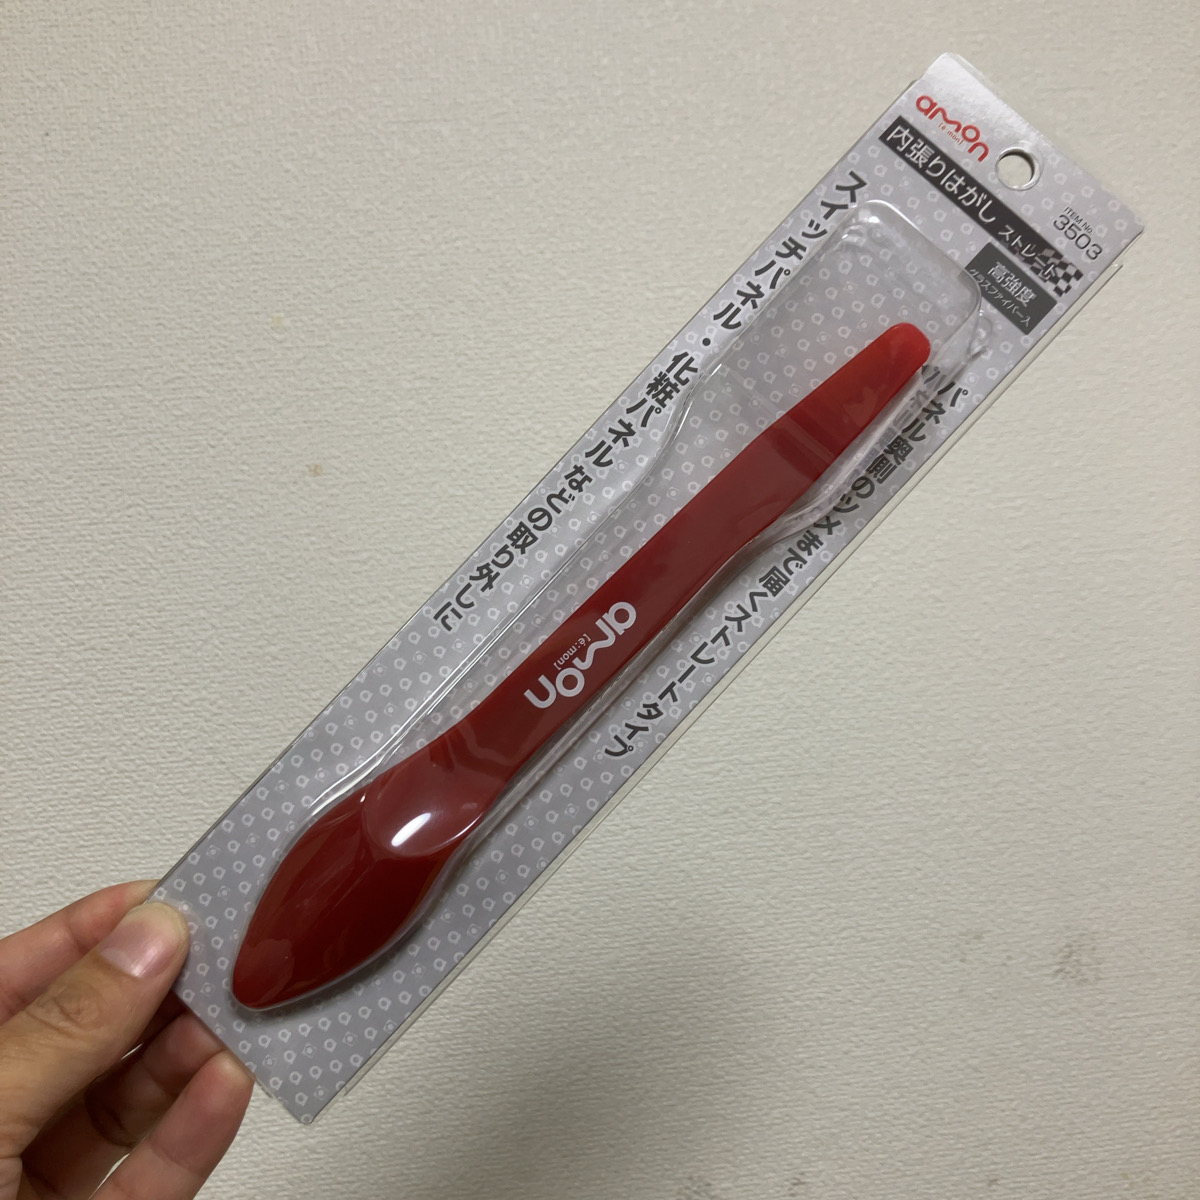 amon
[é:mon]
内張りはがし ストレート
ITEM No.
3503
高強度
グラスファイバー入
スイッチパネル・化粧パネルなどの取り外しに
パネル奥側のツメまで届くストレートタイプ
amon
[é:mon]